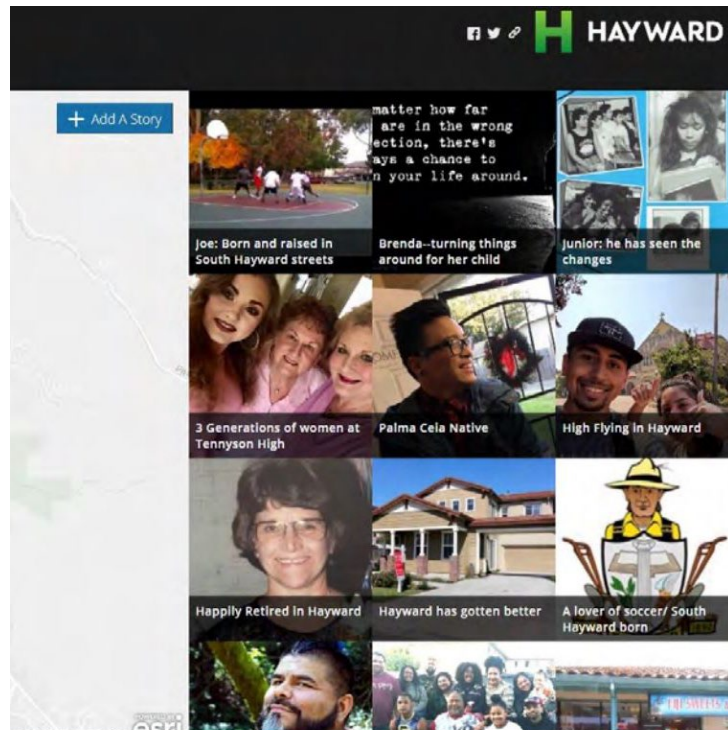 HAYWARD
+ Add A Story
matter how far
are in the wrong
ection, there's
ays a chance to
n your life around.
Joe: Born and raised in
South Hayward streets
Brenda--turning things
around for her child
Junior: he has seen the
changes
3 Generations of women at
Tennyson High
Palma Ceia Native
High Flying in Hayward
Happily Retired in Hayward
Hayward has gotten better
A lover of soccer/ South
Hayward born
esri
SWEETS